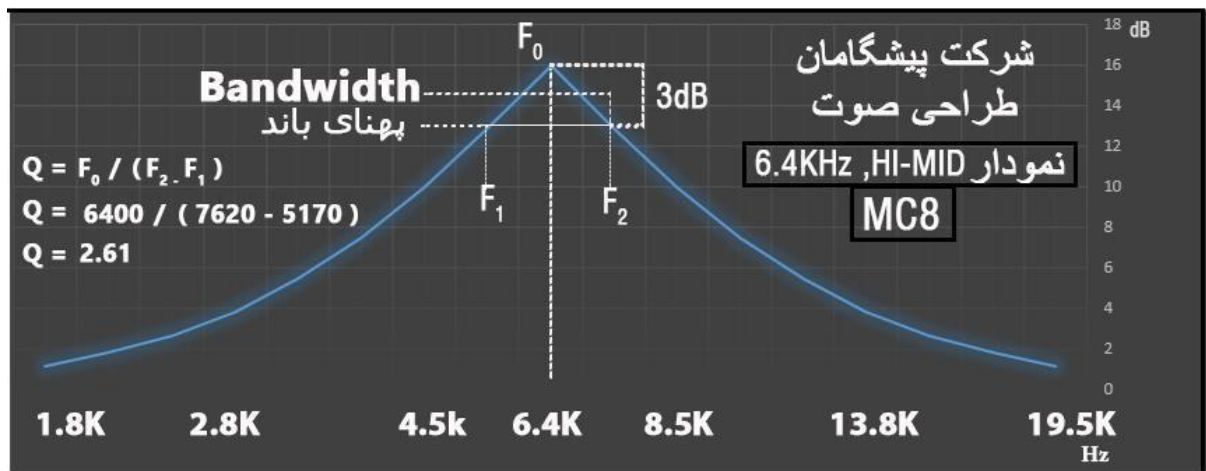 18 dB
16
14
12
10
8
6
4
2
0
F0
3dB
Bandwidth
پهنای باند
F1
F2
Q = F0 / ( F2 - F1 )
Q = 6400 / ( 7620 - 5170 )
Q = 2.61
شرکت پیشگامان
طراحی صوت
نمودار 6.4KHz ,HI-MID
MC8
1.8K 2.8K 4.5k 6.4K 8.5K 13.8K 19.5K
Hz